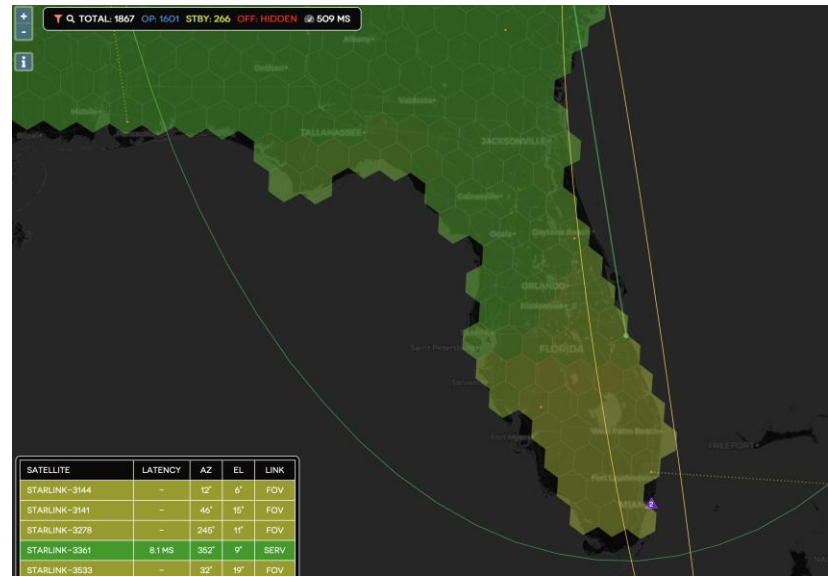 +
-
i
TOTAL: 1867 OP: 1601 STBY: 266 OFF: HIDDEN 509 MS
Albany
Dothan
Valdosta
Mobile
TALLAHASSEE
JACKSONVILLE
Gainesville
Ocala
Daytona Beach
ORLANDO
Kissimmee
Tampa
Saint Petersburg
FLORIDA
Sarasota
Fort Myers
West Palm Beach
FREEPORT
Fort Lauderdale
MIAMI
2
NA
SATELLITE LATENCY AZ EL LINK
STARLINK-3144 – 12° 6° FOV
STARLINK-3141 – 46° 15° FOV
STARLINK-3278 – 245° 11° FOV
STARLINK-3361 8.1 MS 352° 9° SERV
STARLINK-3533 – 32° 19° FOV